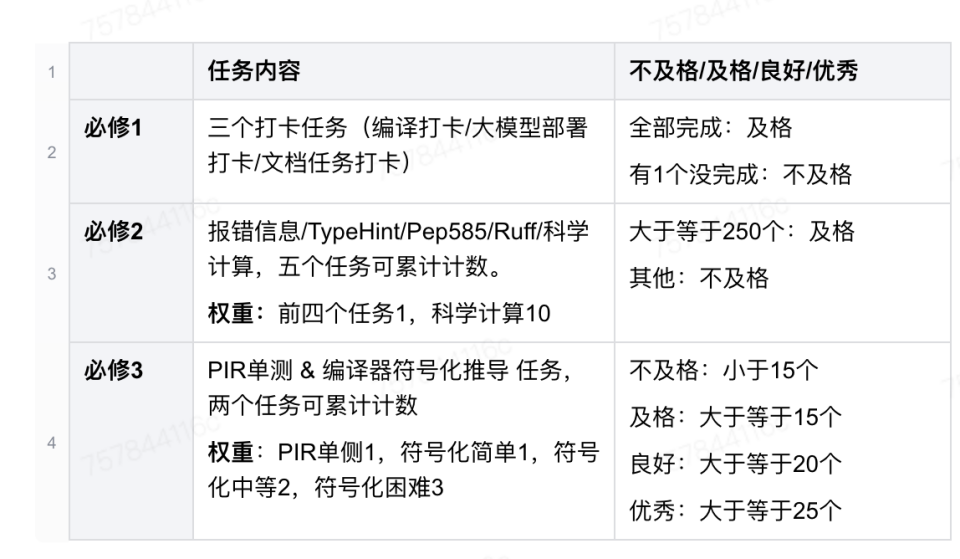 1
任务内容
不及格/及格/良好/优秀
2
必修1
三个打卡任务（编译打卡/大模型部署
打卡/文档任务打卡）
全部完成：及格
有1个没完成：不及格
3
必修2
报错信息/TypeHint/Pep585/Ruff/科学
计算，五个任务可累计计数。
权重：前四个任务1，科学计算10
大于等于250个：及格
其他：不及格
4
必修3
PIR单测 & 编译器符号化推导 任务，
两个任务可累计计数
权重：PIR单侧1，符号化简单1，符号
化中等2，符号化困难3
不及格：小于15个
及格：大于等于15个
良好：大于等于20个
优秀：大于等于25个